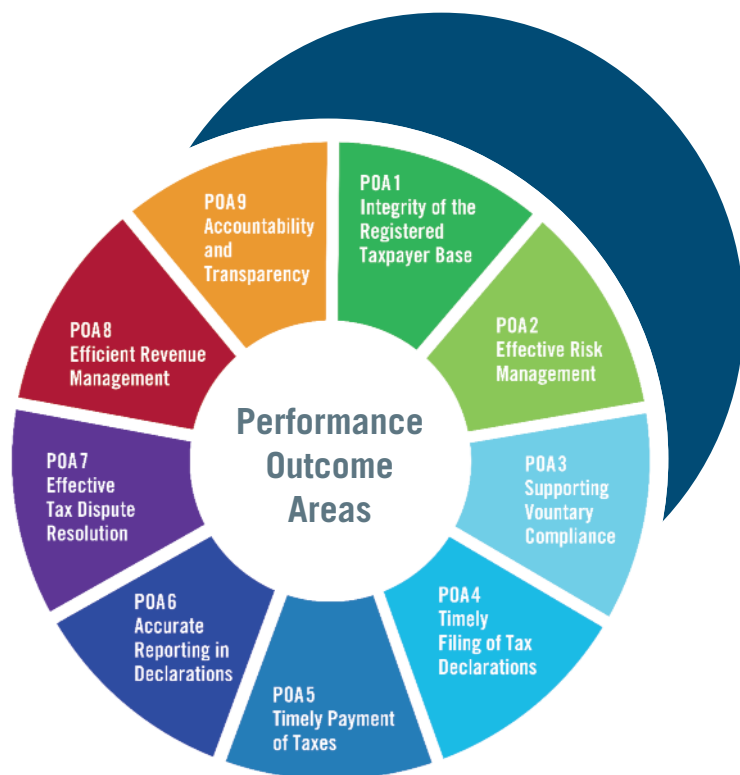 POA1
Integrity of the
Registered
Taxpayer Base
POA2
Effective Risk
Management
POA3
Supporting
Voluntary
Compliance
POA4
Timely
Filing of Tax
Declarations
POA5
Timely Payment
of Taxes
POA6
Accurate
Reporting in
Declarations
POA7
Effective
Tax Dispute
Resolution
POA8
Efficient Revenue
Management
POA9
Accountability
and
Transparency
Performance
Outcome
Areas